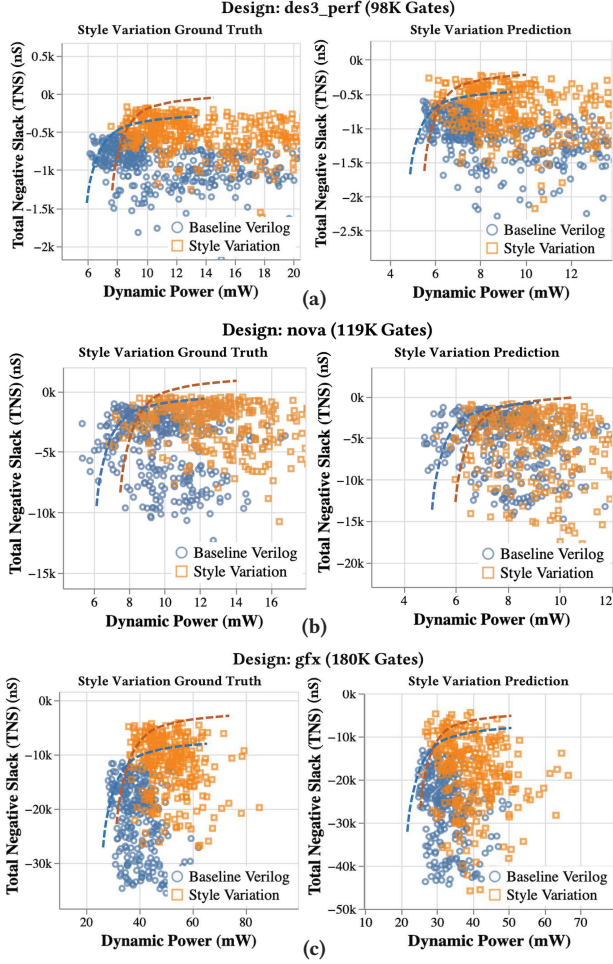 Design: des3_perf (98K Gates)
Style Variation Ground Truth
Style Variation Prediction
Total Negative Slack (TNS) (nS)
0.5k
0k
−0.5k
−1k
−1.5k
−2k
6 8 10 12 14 16 18 20
Dynamic Power (mW)
Baseline Verilog
Style Variation
Total Negative Slack (TNS) (nS)
0k
−0.5k
−1k
−1.5k
−2k
−2.5k
4 6 8 10 12
Dynamic Power (mW)
Baseline Verilog
Style Variation
(a)
Design: nova (119K Gates)
Style Variation Ground Truth
Style Variation Prediction
Total Negative Slack (TNS) (nS)
0k
−5k
−10k
−15k
6 8 10 12 14 16
Dynamic Power (mW)
Baseline Verilog
Style Variation
Total Negative Slack (TNS) (nS)
0k
−5k
−10k
−15k
−20k
4 6 8 10 12
Dynamic Power (mW)
Baseline Verilog
Style Variation
(b)
Design: gfx (180K Gates)
Style Variation Ground Truth
Style Variation Prediction
Total Negative Slack (TNS) (nS)
0k
−10k
−20k
−30k
20 40 60 80
Dynamic Power (mW)
Baseline Verilog
Style Variation
Total Negative Slack (TNS) (nS)
0k
−10k
−20k
−30k
−40k
−50k
10 20 30 40 50 60 70
Dynamic Power (mW)
Baseline Verilog
Style Variation
(c)